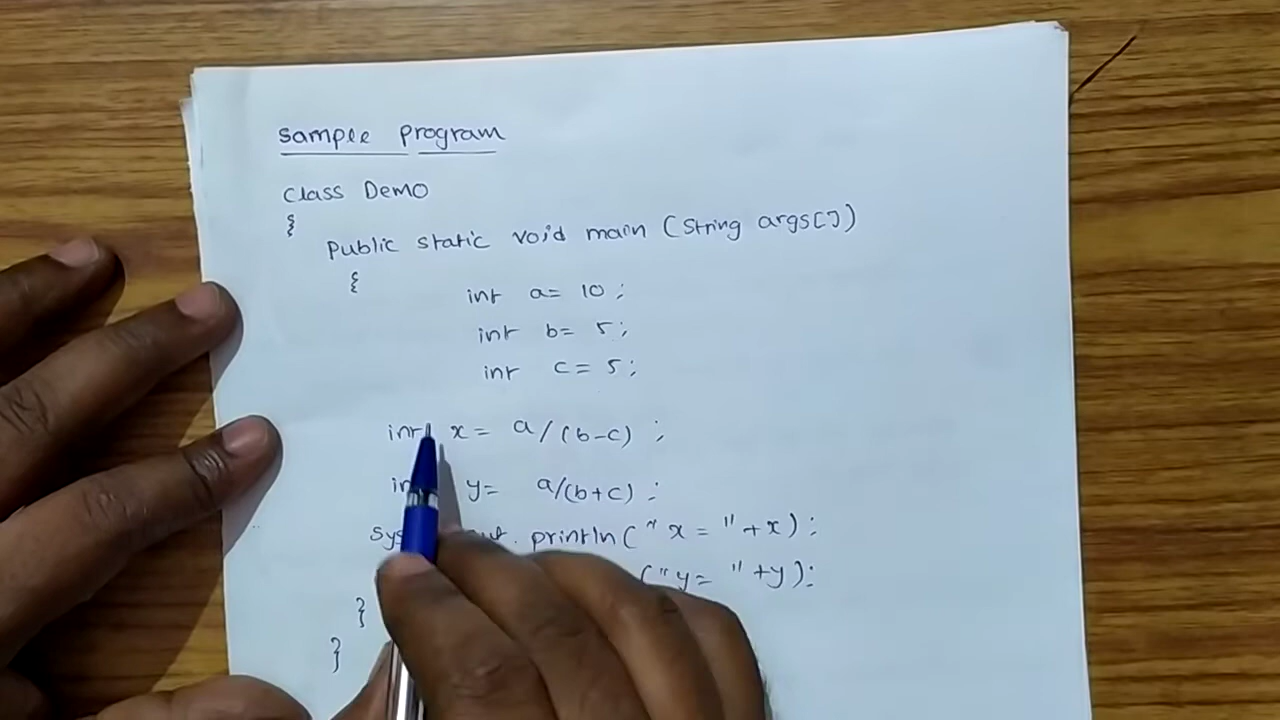 Sample program
Class Demo
{
Public static void main (String args[])
{
int a= 10 ;
int b= 5;
int c= 5;
int x= a/(b-c) ;
y= a/(b+c) ;
println("x= "+x);
("y= "+y);
}
}